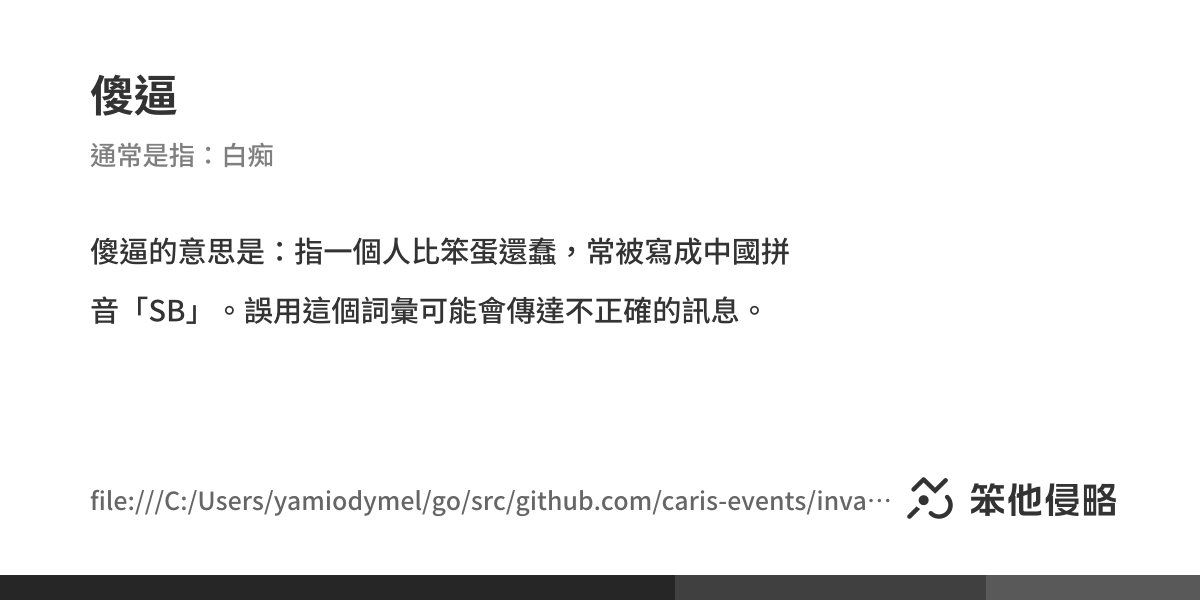 傻逼
通常是指：白痴
傻逼的意思是：指一個人比笨蛋還蠢，常被寫成中國拼
音「SB」。誤用這個詞彙可能會傳達不正確的訊息。
file:///C:/Users/yamiodymel/go/src/github.com/caris-events/inva⋯
笨他侵略